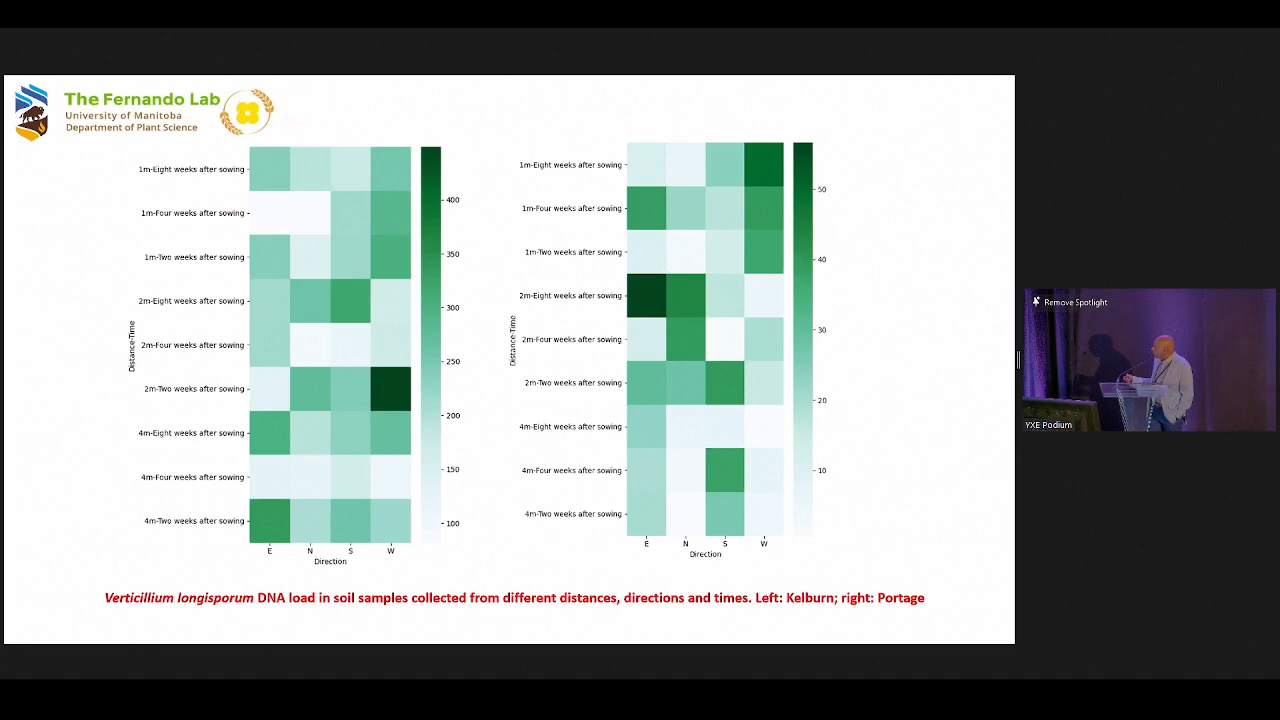 The Fernando Lab
University of Manitoba
Department of Plant Science
1m-Eight weeks after sowing
1m-Four weeks after sowing
1m-Two weeks after sowing
2m-Eight weeks after sowing
2m-Four weeks after sowing
2m-Two weeks after sowing
4m-Eight weeks after sowing
4m-Four weeks after sowing
4m-Two weeks after sowing
Distance-Time
E N S W
Direction
400
350
300
250
200
150
100
1m-Eight weeks after sowing
1m-Four weeks after sowing
1m-Two weeks after sowing
2m-Eight weeks after sowing
2m-Four weeks after sowing
2m-Two weeks after sowing
4m-Eight weeks after sowing
4m-Four weeks after sowing
4m-Two weeks after sowing
Distance-Time
E N S W
Direction
50
40
30
20
10
Verticillium longisporum DNA load in soil samples collected from different distances, directions and times. Left: Kelburn; right: Portage
Remove Spotlight
YXE Podium